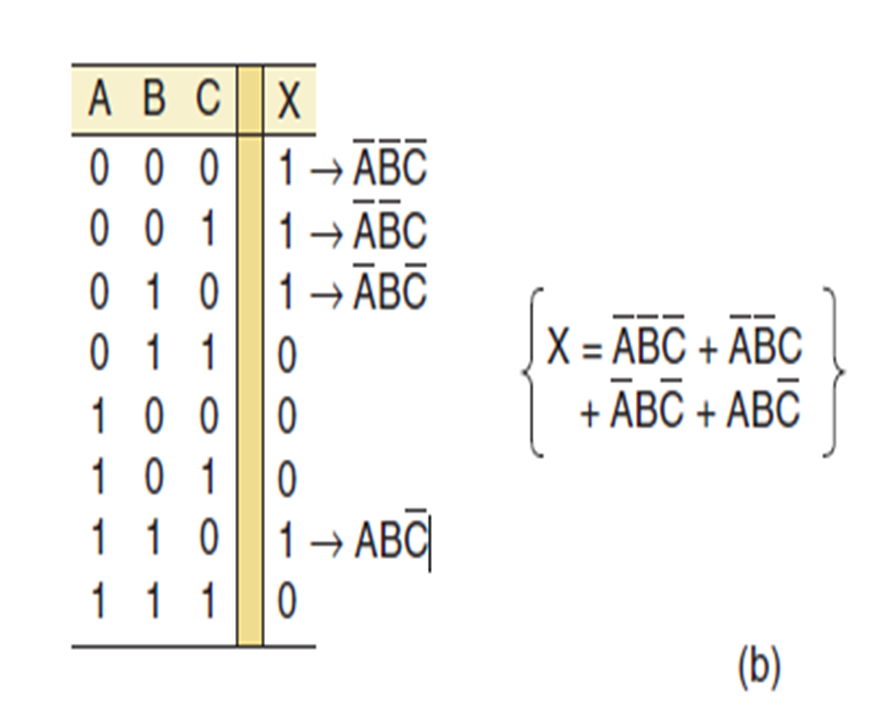 A B C X
0 0 0 1 → A̅B̅C̅
0 0 1 1 → A̅B̅C
0 1 0 1 → A̅BC̅
0 1 1 0
1 0 0 0
1 0 1 0
1 1 0 1 → ABC̅
1 1 1 0
X = A̅B̅C̅ + A̅B̅C
+ A̅BC̅ + ABC̅
(b)